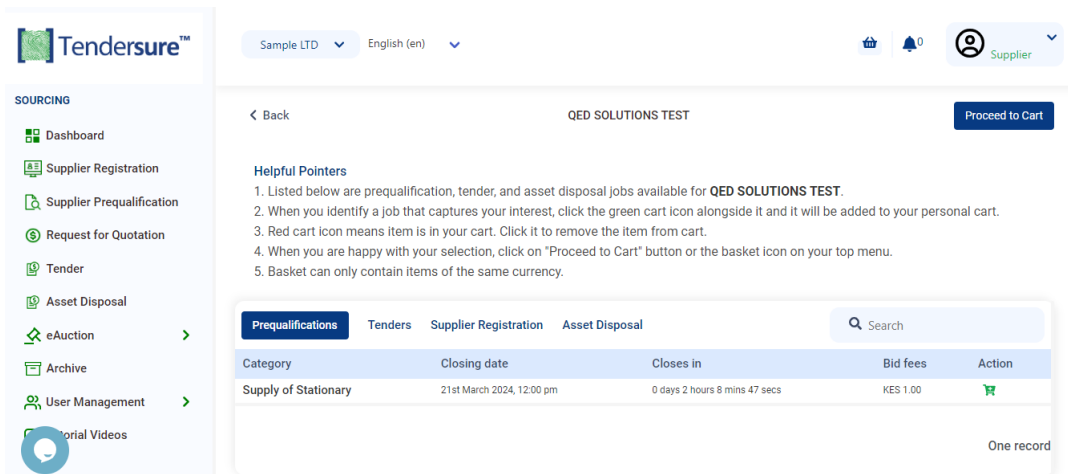 Tendersure™
Sample LTD
English (en)
0
Supplier
SOURCING
Dashboard
Supplier Registration
Supplier Prequalification
Request for Quotation
Tender
Asset Disposal
eAuction
Archive
User Management
orial Videos
Back
QED SOLUTIONS TEST
Proceed to Cart
Helpful Pointers
1. Listed below are prequalification, tender, and asset disposal jobs available for QED SOLUTIONS TEST.
2. When you identify a job that captures your interest, click the green cart icon alongside it and it will be added to your personal cart.
3. Red cart icon means item is in your cart. Click it to remove the item from cart.
4. When you are happy with your selection, click on "Proceed to Cart" button or the basket icon on your top menu.
5. Basket can only contain items of the same currency.
Prequalifications Tenders Supplier Registration Asset Disposal Search
Category Closing date Closes in Bid fees Action
Supply of Stationary 21st March 2024, 12:00 pm 0 days 2 hours 8 mins 47 secs KES 1.00
One record